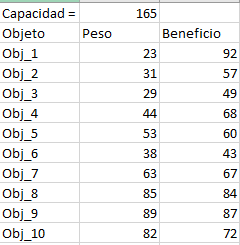 Capacidad = 165
Objeto Peso Beneficio
Obj_1 23 92
Obj_2 31 57
Obj_3 29 49
Obj_4 44 68
Obj_5 53 60
Obj_6 38 43
Obj_7 63 67
Obj_8 85 84
Obj_9 89 87
Obj_10 82 72